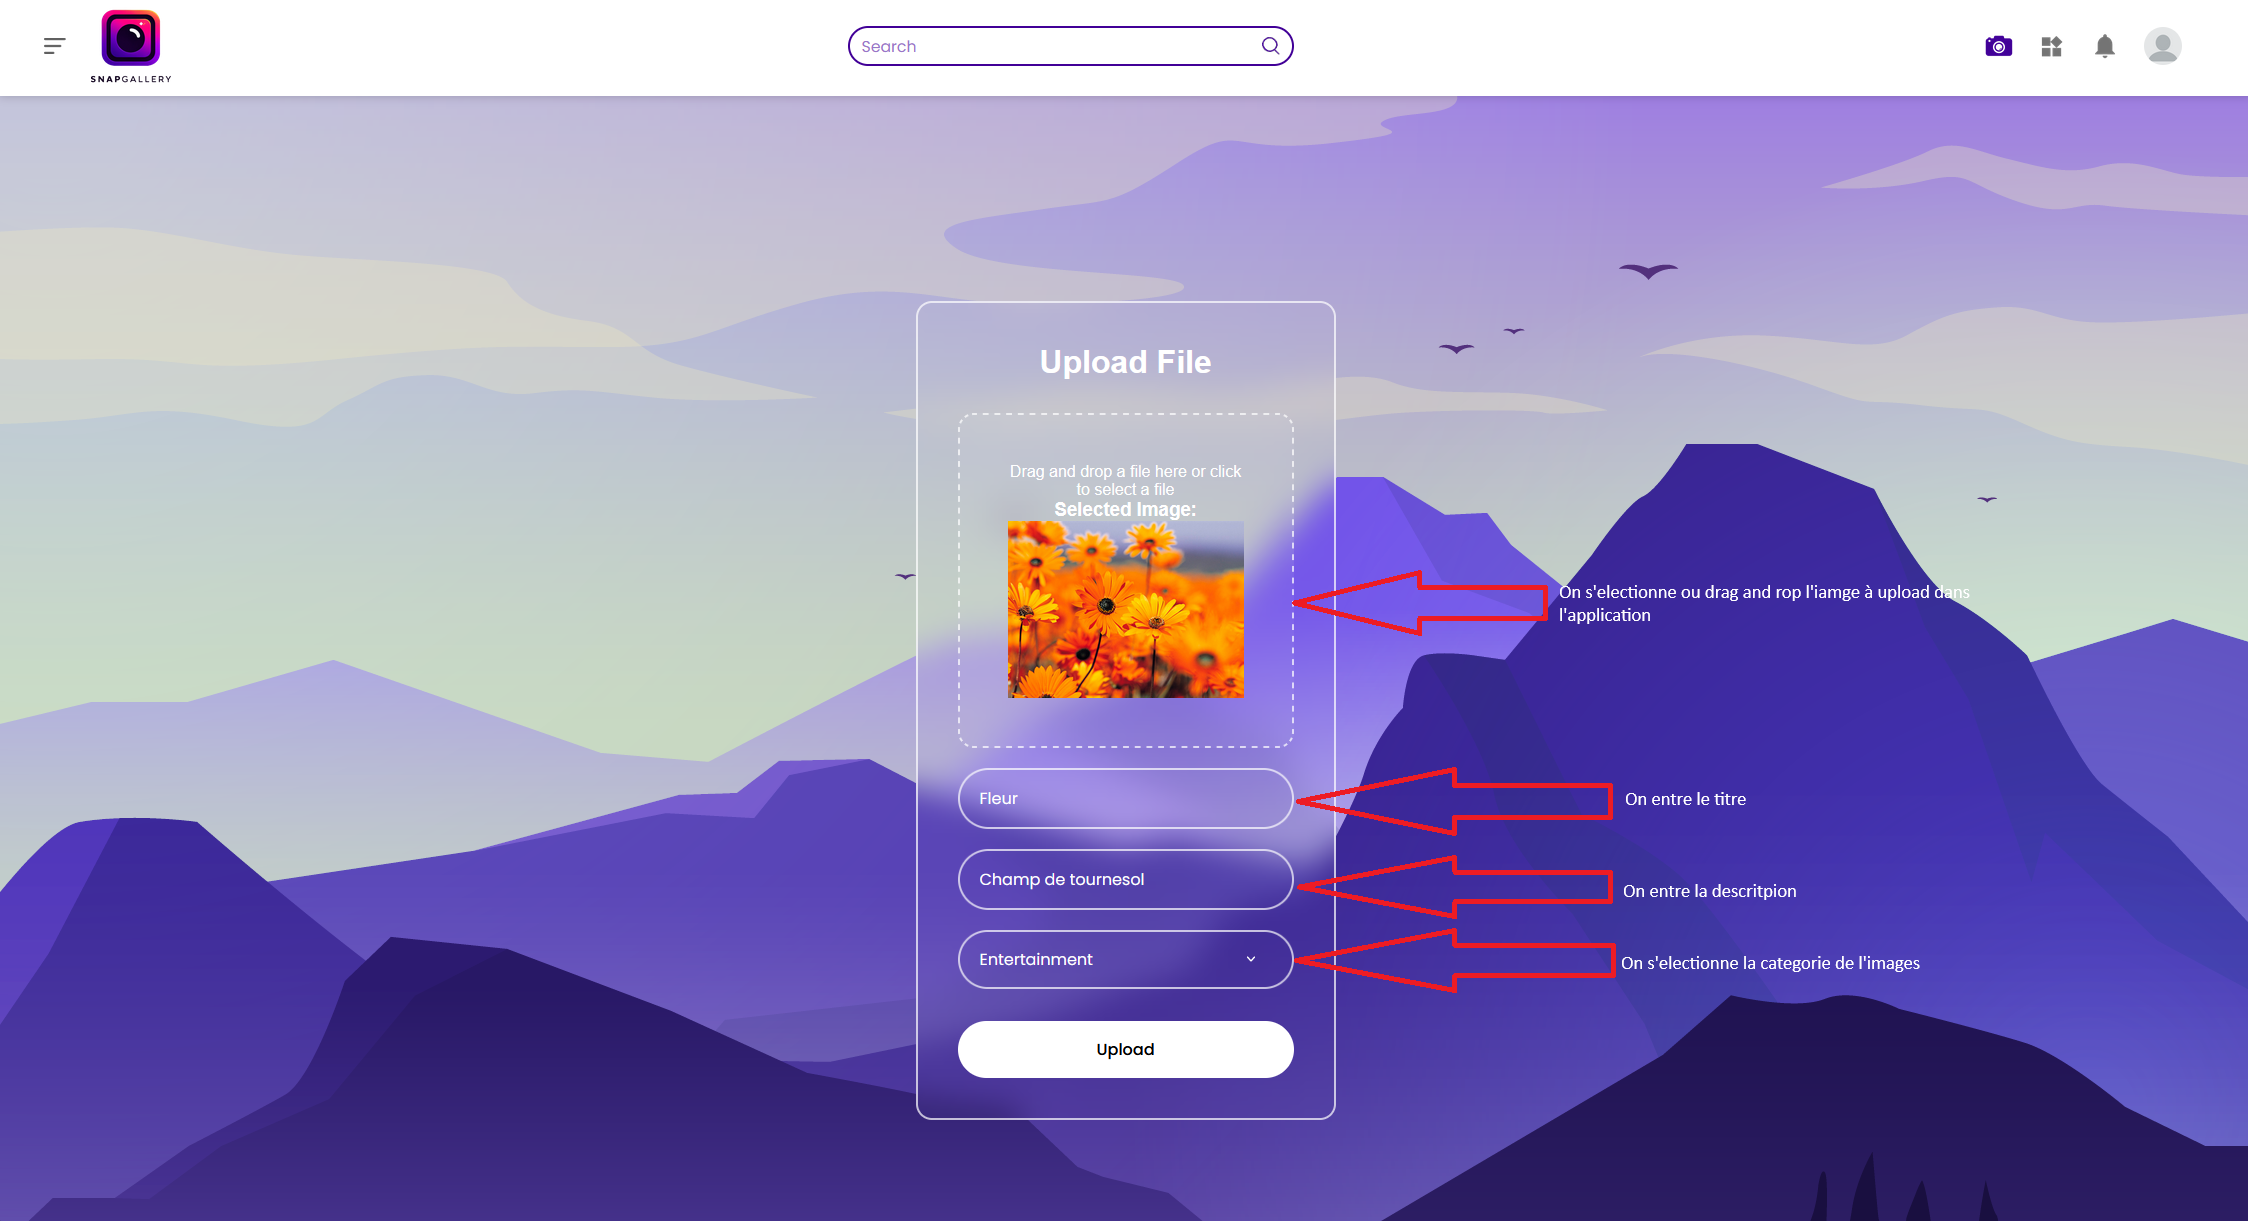 SNAPGALLERY
Search
Upload File
Drag and drop a file here or click
to select a file
Selected Image:
On s'electionne ou drag and rop l'iamge à upload dans
l'application
Fleur
On entre le titre
Champ de tournesol
On entre la descritpion
Entertainment
On s'electionne la categorie de l'images
Upload